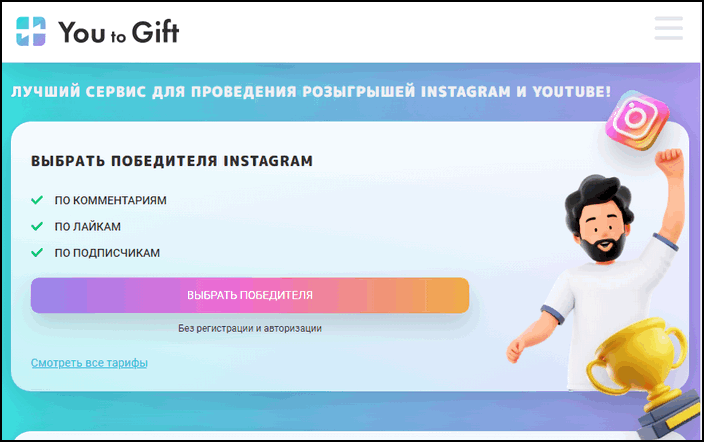 You to Gift
ЛУЧШИЙ СЕРВИС ДЛЯ ПРОВЕДЕНИЯ РОЗЫГРЫШЕЙ INSTAGRAM И YOUTUBE!
ВЫБРАТЬ ПОБЕДИТЕЛЯ INSTAGRAM
ПО КОММЕНТАРИЯМ
ПО ЛАЙКАМ
ПО ПОДПИСЧИКАМ
ВЫБРАТЬ ПОБЕДИТЕЛЯ
Без регистрации и авторизации
Смотреть все тарифы